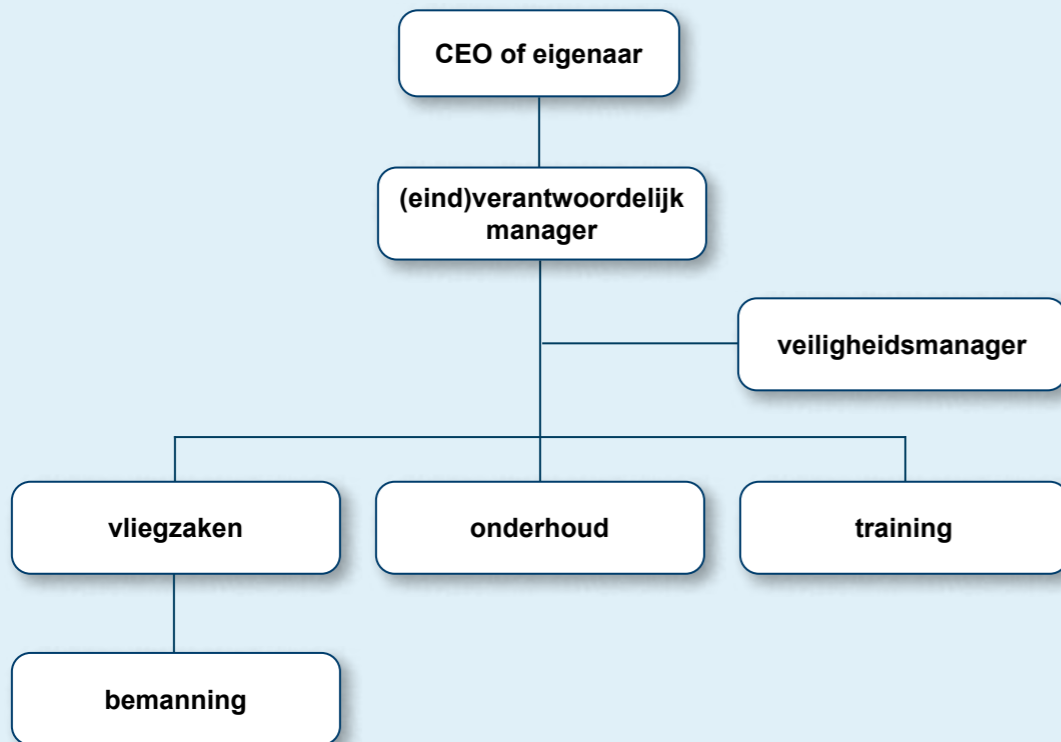 CEO of eigenaar
(eind)verantwoordelijk
manager
veiligheidsmanager
vliegzaken
onderhoud
training
bemanning